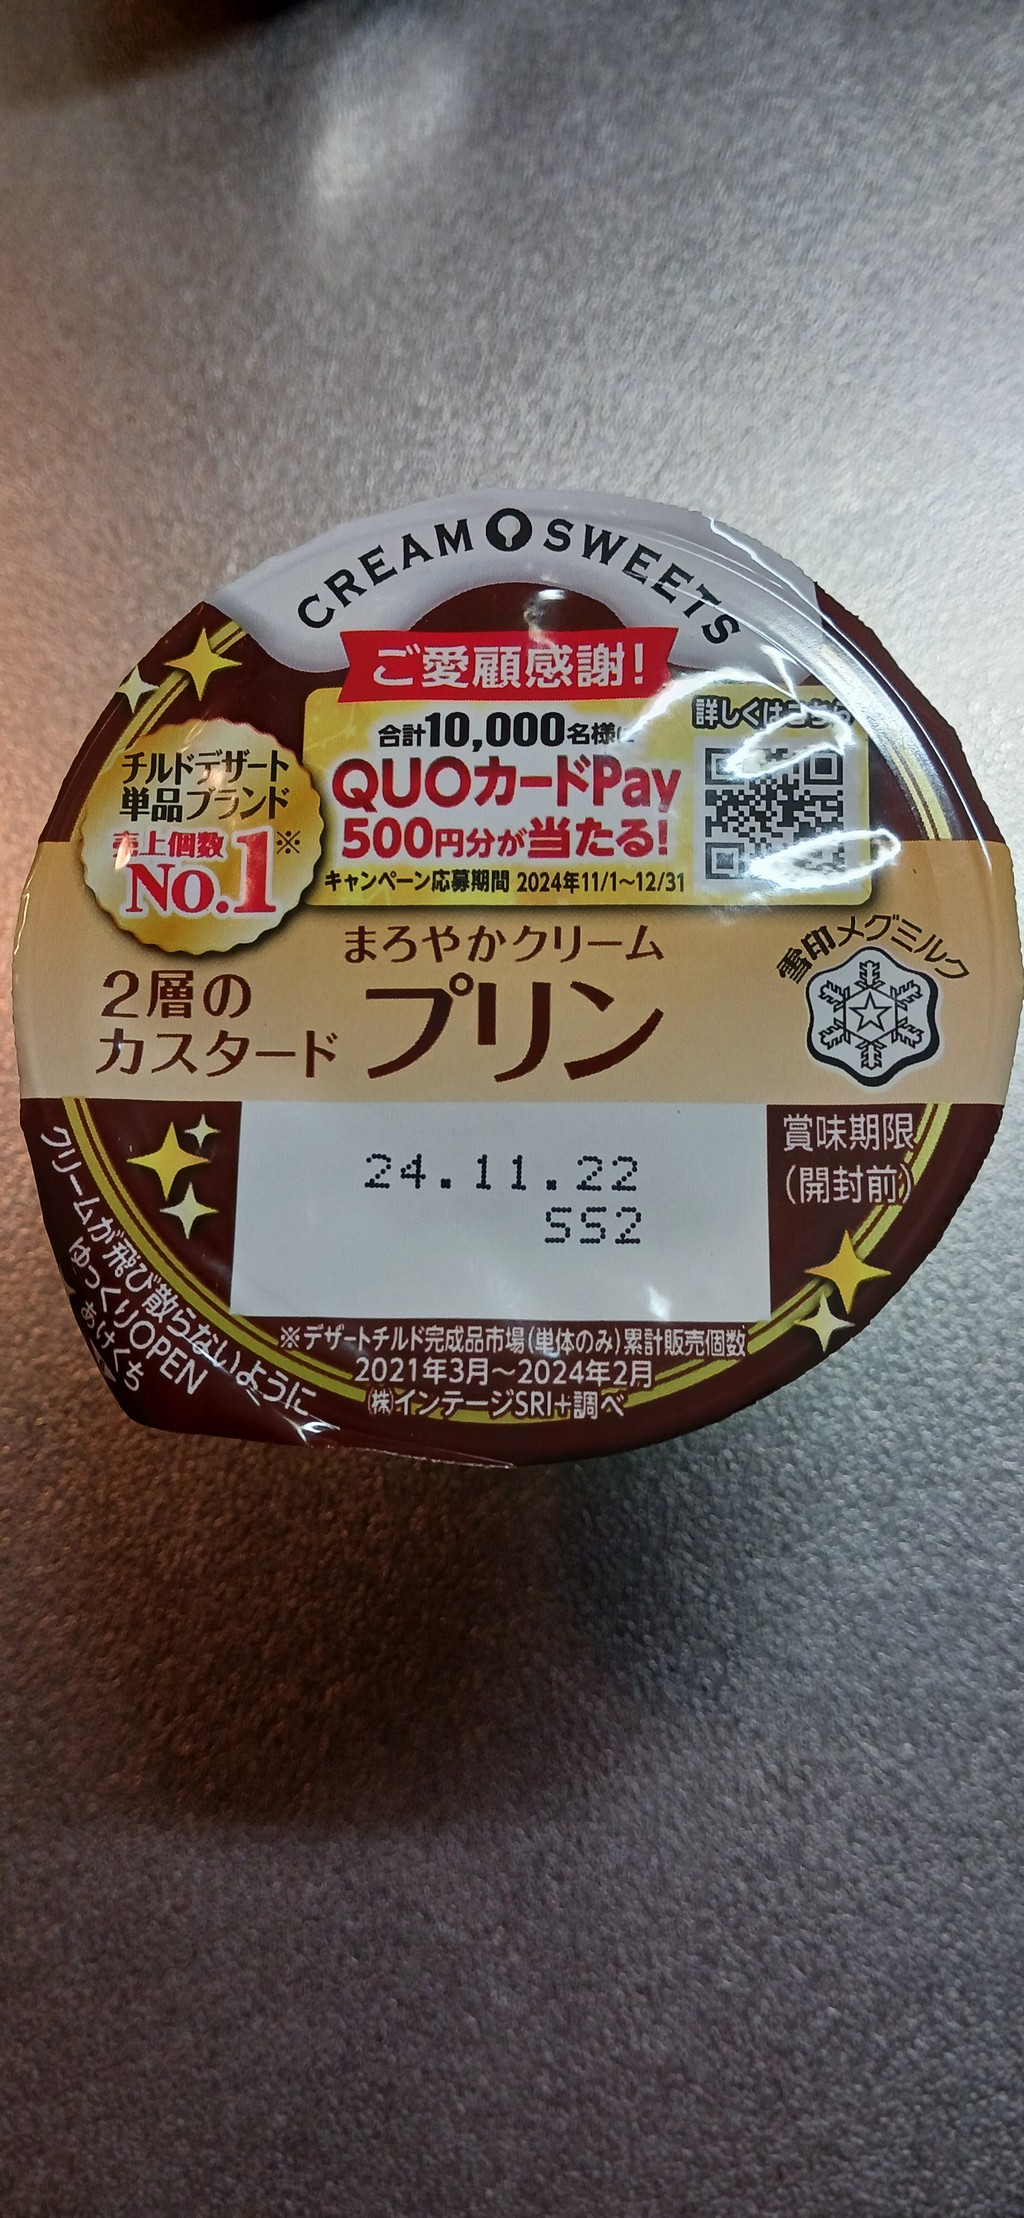 CREAM SWEETS
ご愛顧感謝!
合計10,000名様に
QUOカードPay
500円分が当たる!
キャンペーン応募期間 2024年11/1~12/31
詳しくはこちら
チルドデザート
単品ブランド
売上個数
No.1※
まろやかクリーム
プリン
2層の
カスタード
雪印メグミルク
24.11.22
SS2
賞味期限
(開封前)
クリームが飛び散らないように
ゆっくりOPEN
あけくち
※デザートチルド完成品市場(単体のみ)累計販売個数
2021年3月〜2024年2月
㈱インテージSRI+調べ